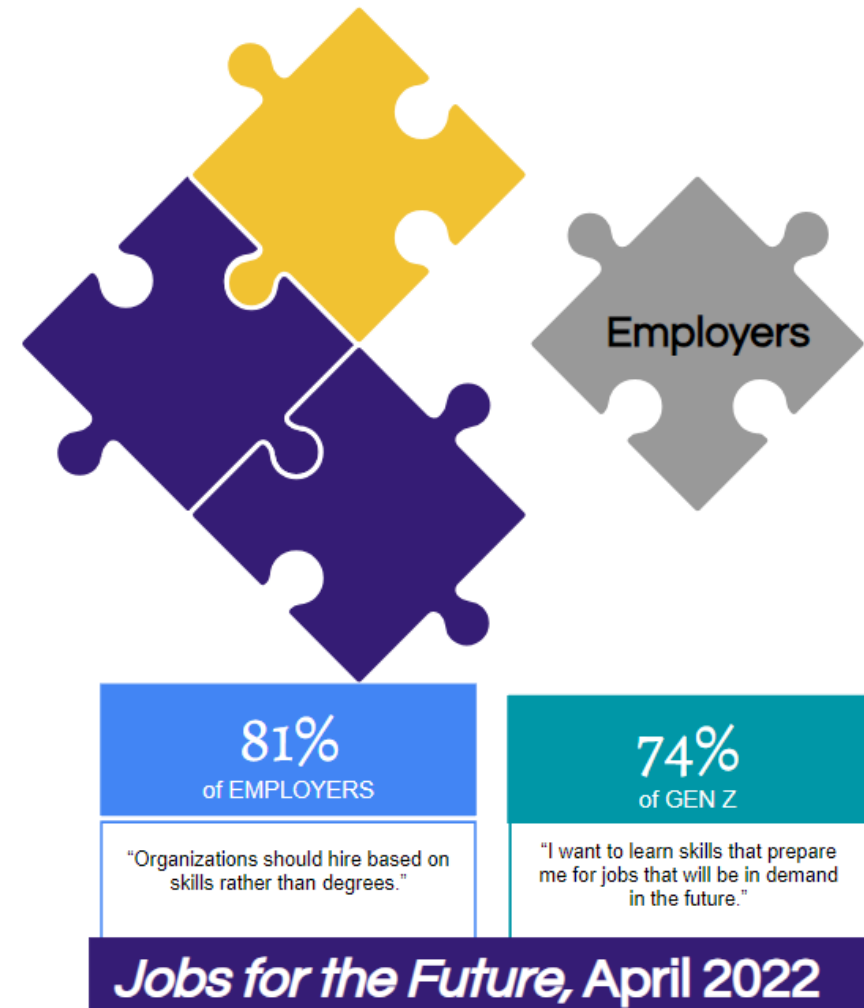 Employers
81%
of EMPLOYERS
“Organizations should hire based on
skills rather than degrees.”
74%
of GEN Z
“I want to learn skills that prepare
me for jobs that will be in demand
in the future.”
Jobs for the Future, April 2022